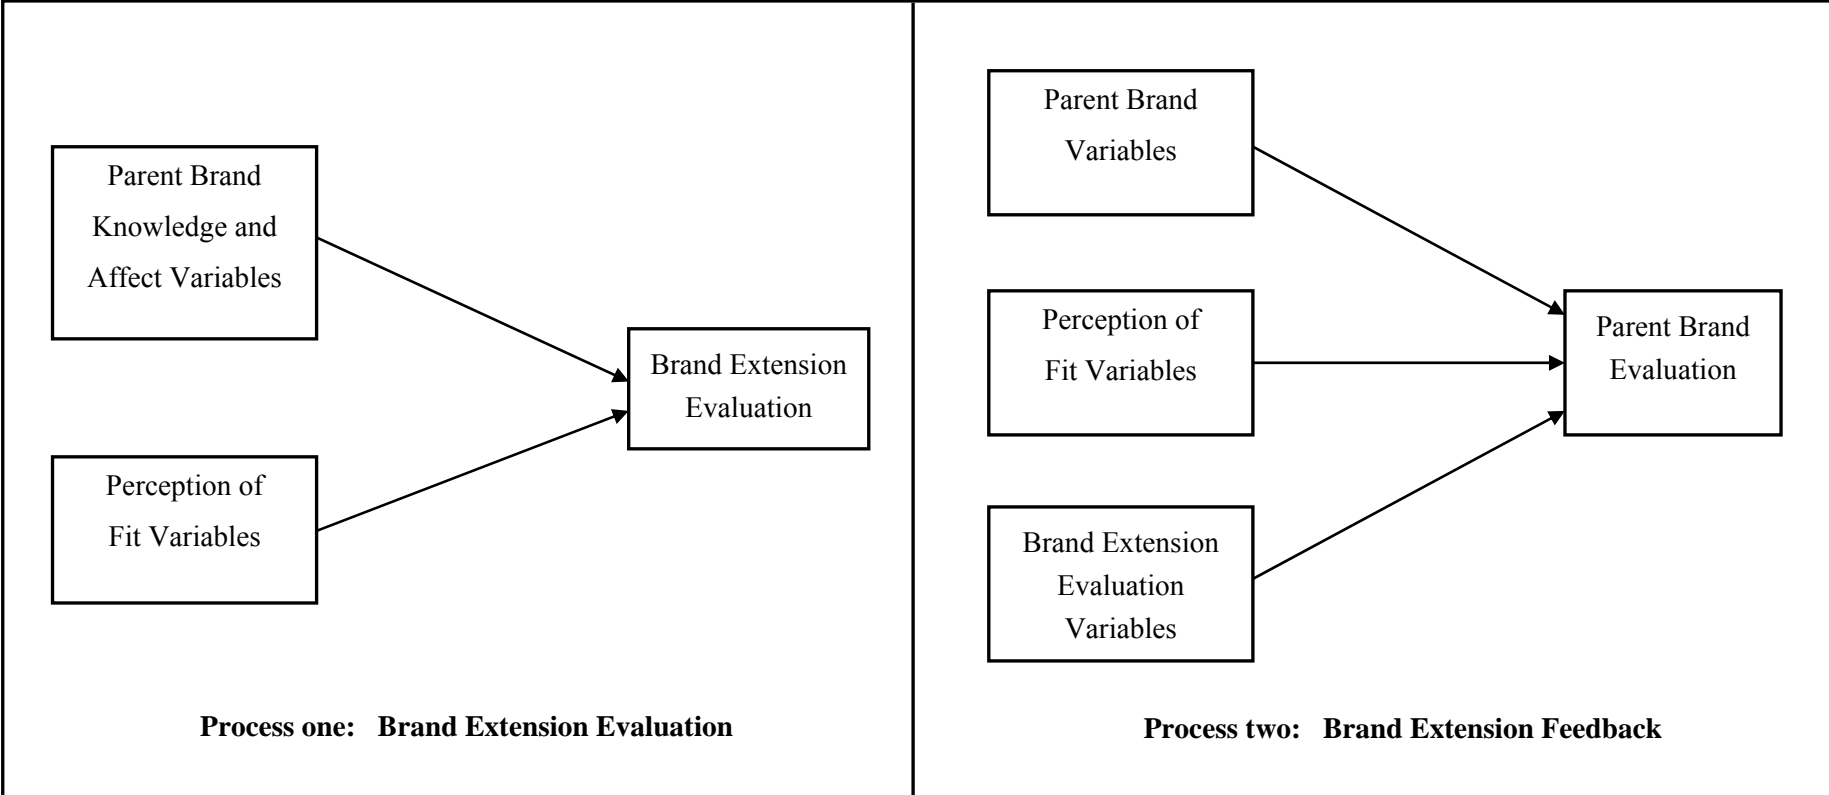 Parent Brand
Knowledge and
Affect Variables
Perception of
Fit Variables
Brand Extension
Evaluation
Process one:   Brand Extension Evaluation
Parent Brand
Variables
Perception of
Fit Variables
Brand Extension
Evaluation
Variables
Parent Brand
Evaluation
Process two:   Brand Extension Feedback